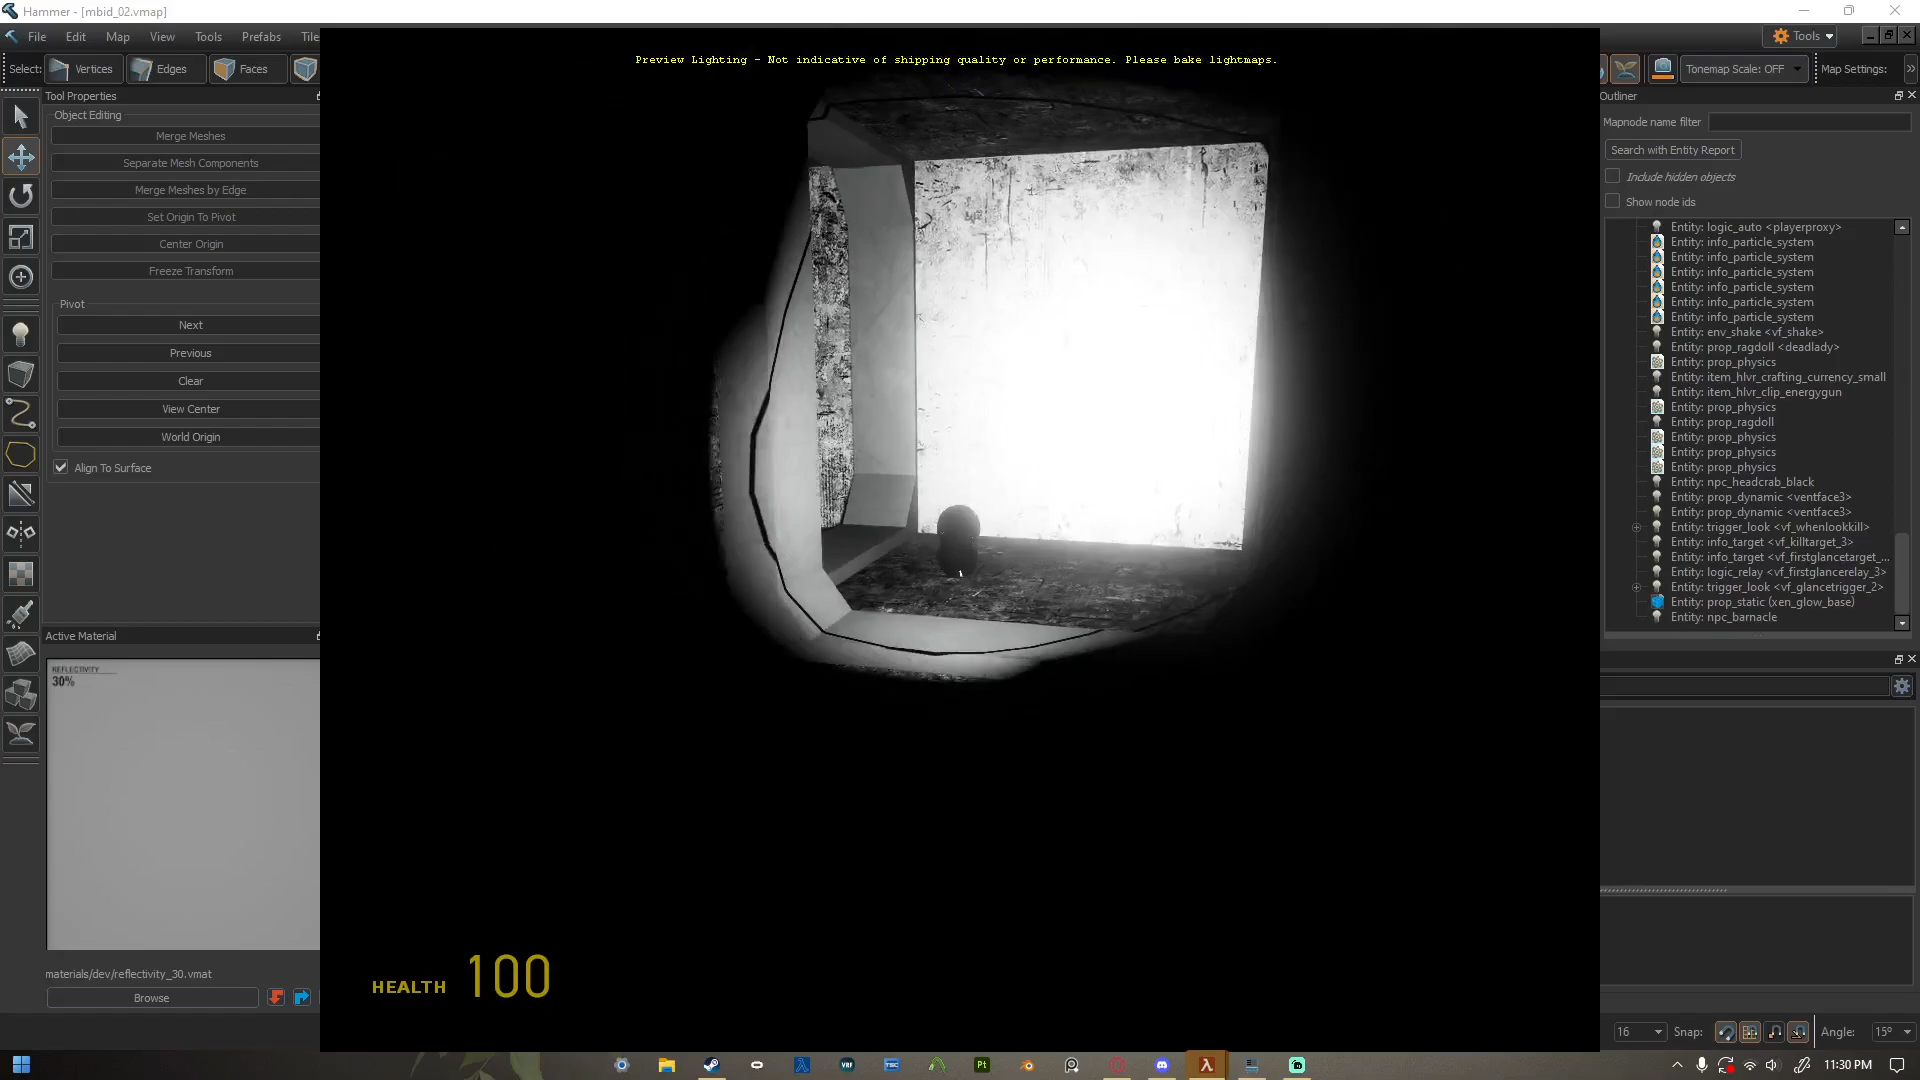 Hammer - [mbid_02.vmap]
File Edit Map View Tools Prefabs Tile
Tools
Select: Vertices Edges Faces
Tonemap Scale: OFF Map Settings:
Preview Lighting - Not indicative of shipping quality or performance. Please bake lightmaps.
Tool Properties
Object Editing
Merge Meshes
Separate Mesh Components
Merge Meshes by Edge
Set Origin To Pivot
Center Origin
Freeze Transform
Pivot
Next
Previous
Clear
View Center
World Origin
Align To Surface
Active Material
REFLECTIVITY
30%
materials/dev/reflectivity_30.vmat
Browse
HEALTH 100
Outliner
Mapnode name filter
Search with Entity Report
Include hidden objects
Show node ids
Entity: logic_auto <playerproxy>
Entity: info_particle_system
Entity: info_particle_system
Entity: info_particle_system
Entity: info_particle_system
Entity: info_particle_system
Entity: info_particle_system
Entity: env_shake <vf_shake>
Entity: prop_ragdoll <deadlady>
Entity: prop_physics
Entity: item_hlvr_crafting_currency_small
Entity: item_hlvr_clip_energygun
Entity: prop_physics
Entity: prop_ragdoll
Entity: prop_physics
Entity: prop_physics
Entity: prop_physics
Entity: npc_headcrab_black
Entity: prop_dynamic <ventface3>
Entity: prop_dynamic <ventface3>
Entity: trigger_look <vf_whenlookkill>
Entity: info_target <vf_killtarget_3>
Entity: info_target <vf_firstglancetarget_...
Entity: logic_relay <vf_firstglancerelay_3>
Entity: trigger_look <vf_glancetrigger_2>
Entity: prop_static (xen_glow_base)
Entity: npc_barnacle
16 Snap: Angle: 15°
VRF TSC Pt
11:30 PM